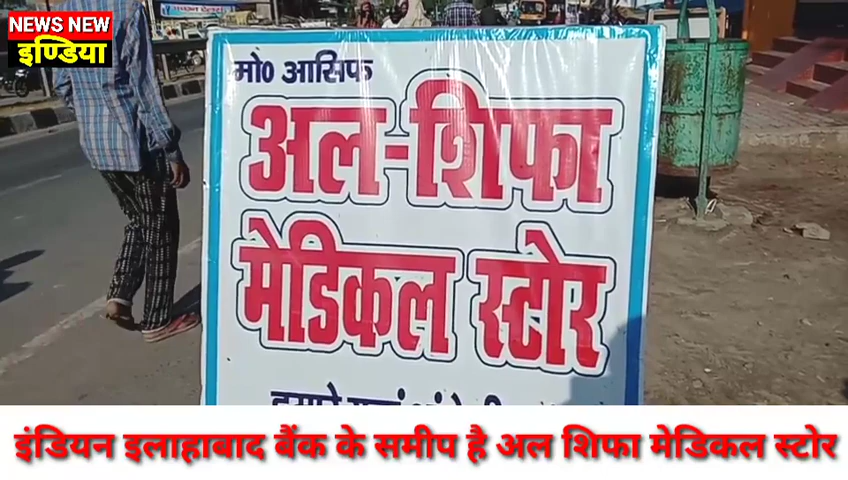 NEWS NEW
इण्डिया
मो० आसिफ
अल-शिफा
मेडिकल स्टोर
इंडियन इलाहाबाद बैंक के समीप है अल शिफा मेडिकल स्टोर